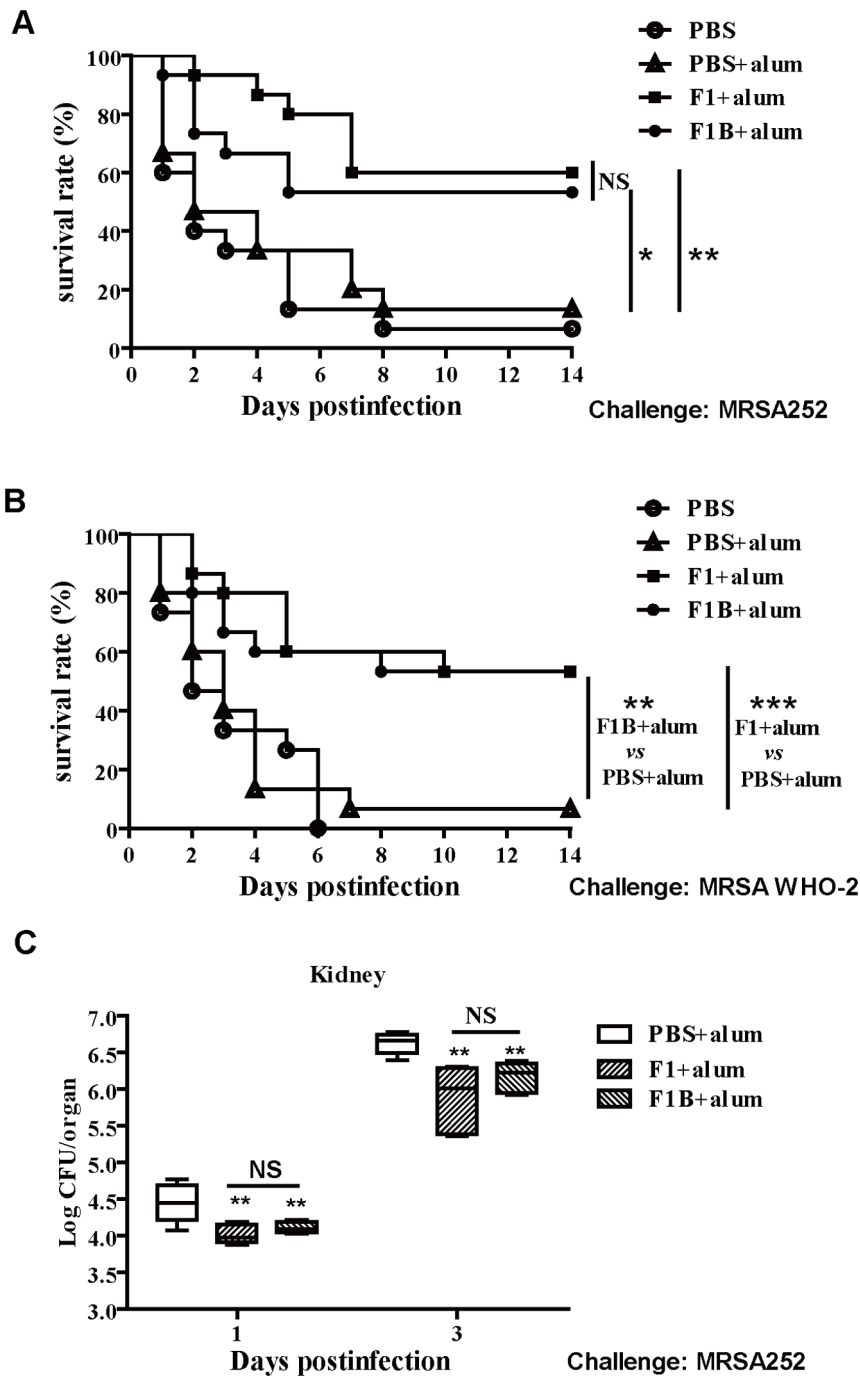 A
PBS
PBS+alum
F1+alum
F1B+alum
survival rate (%)
100
80
60
40
20
0
0 2 4 6 8 10 12 14
Days postinfection
NS
*
**
Challenge: MRSA252
B
PBS
PBS+alum
F1+alum
F1B+alum
survival rate (%)
100
80
60
40
20
0
0 2 4 6 8 10 12 14
Days postinfection
**
F1B+alum
vs
PBS+alum
***
F1+alum
vs
PBS+alum
Challenge: MRSA WHO-2
C
Kidney
Log CFU/organ
7.0
6.5
6.0
5.5
5.0
4.5
4.0
3.5
3.0
NS
** **
NS
** **
PBS+alum
F1+alum
F1B+alum
1 3
Days postinfection
Challenge: MRSA252